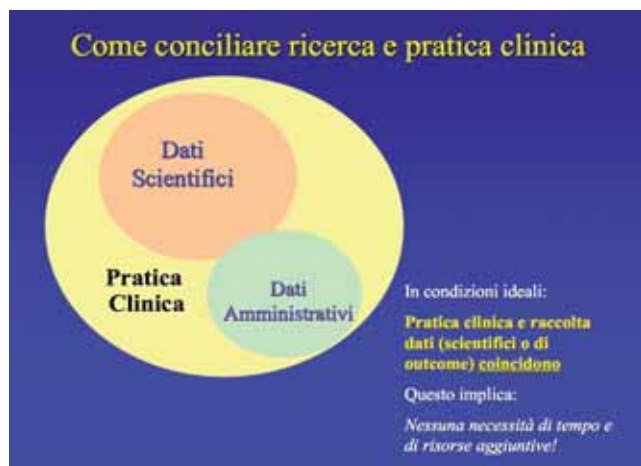 Come conciliare ricerca e pratica clinica
Dati
Scientifici
Pratica
Clinica
Dati
Amministrativi
In condizioni ideali:
Pratica clinica e raccolta
dati (scientifici o di
outcome) coincidono
Questo implica:
Nessuna necessità di tempo e
di risorse aggiuntive!